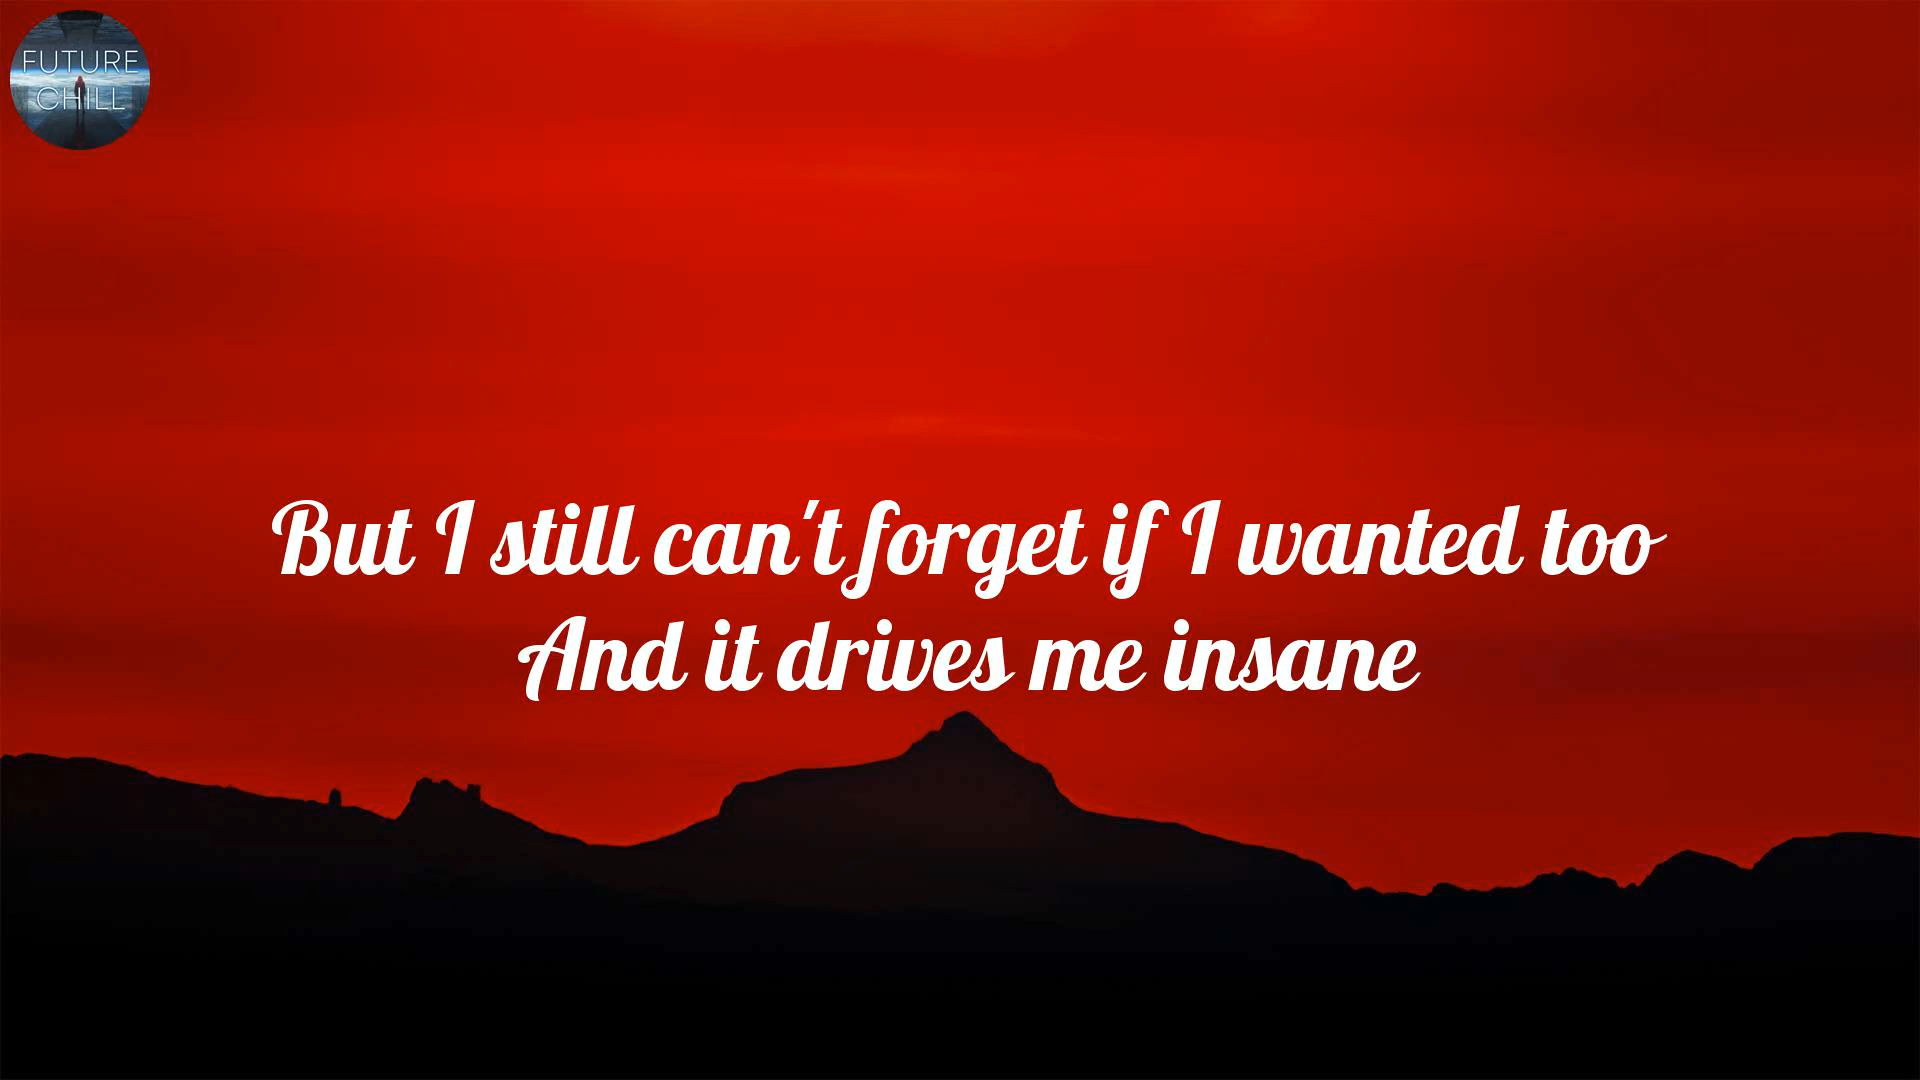 FUTURE
CHILL
But I still can't forget if I wanted too
And it drives me insane